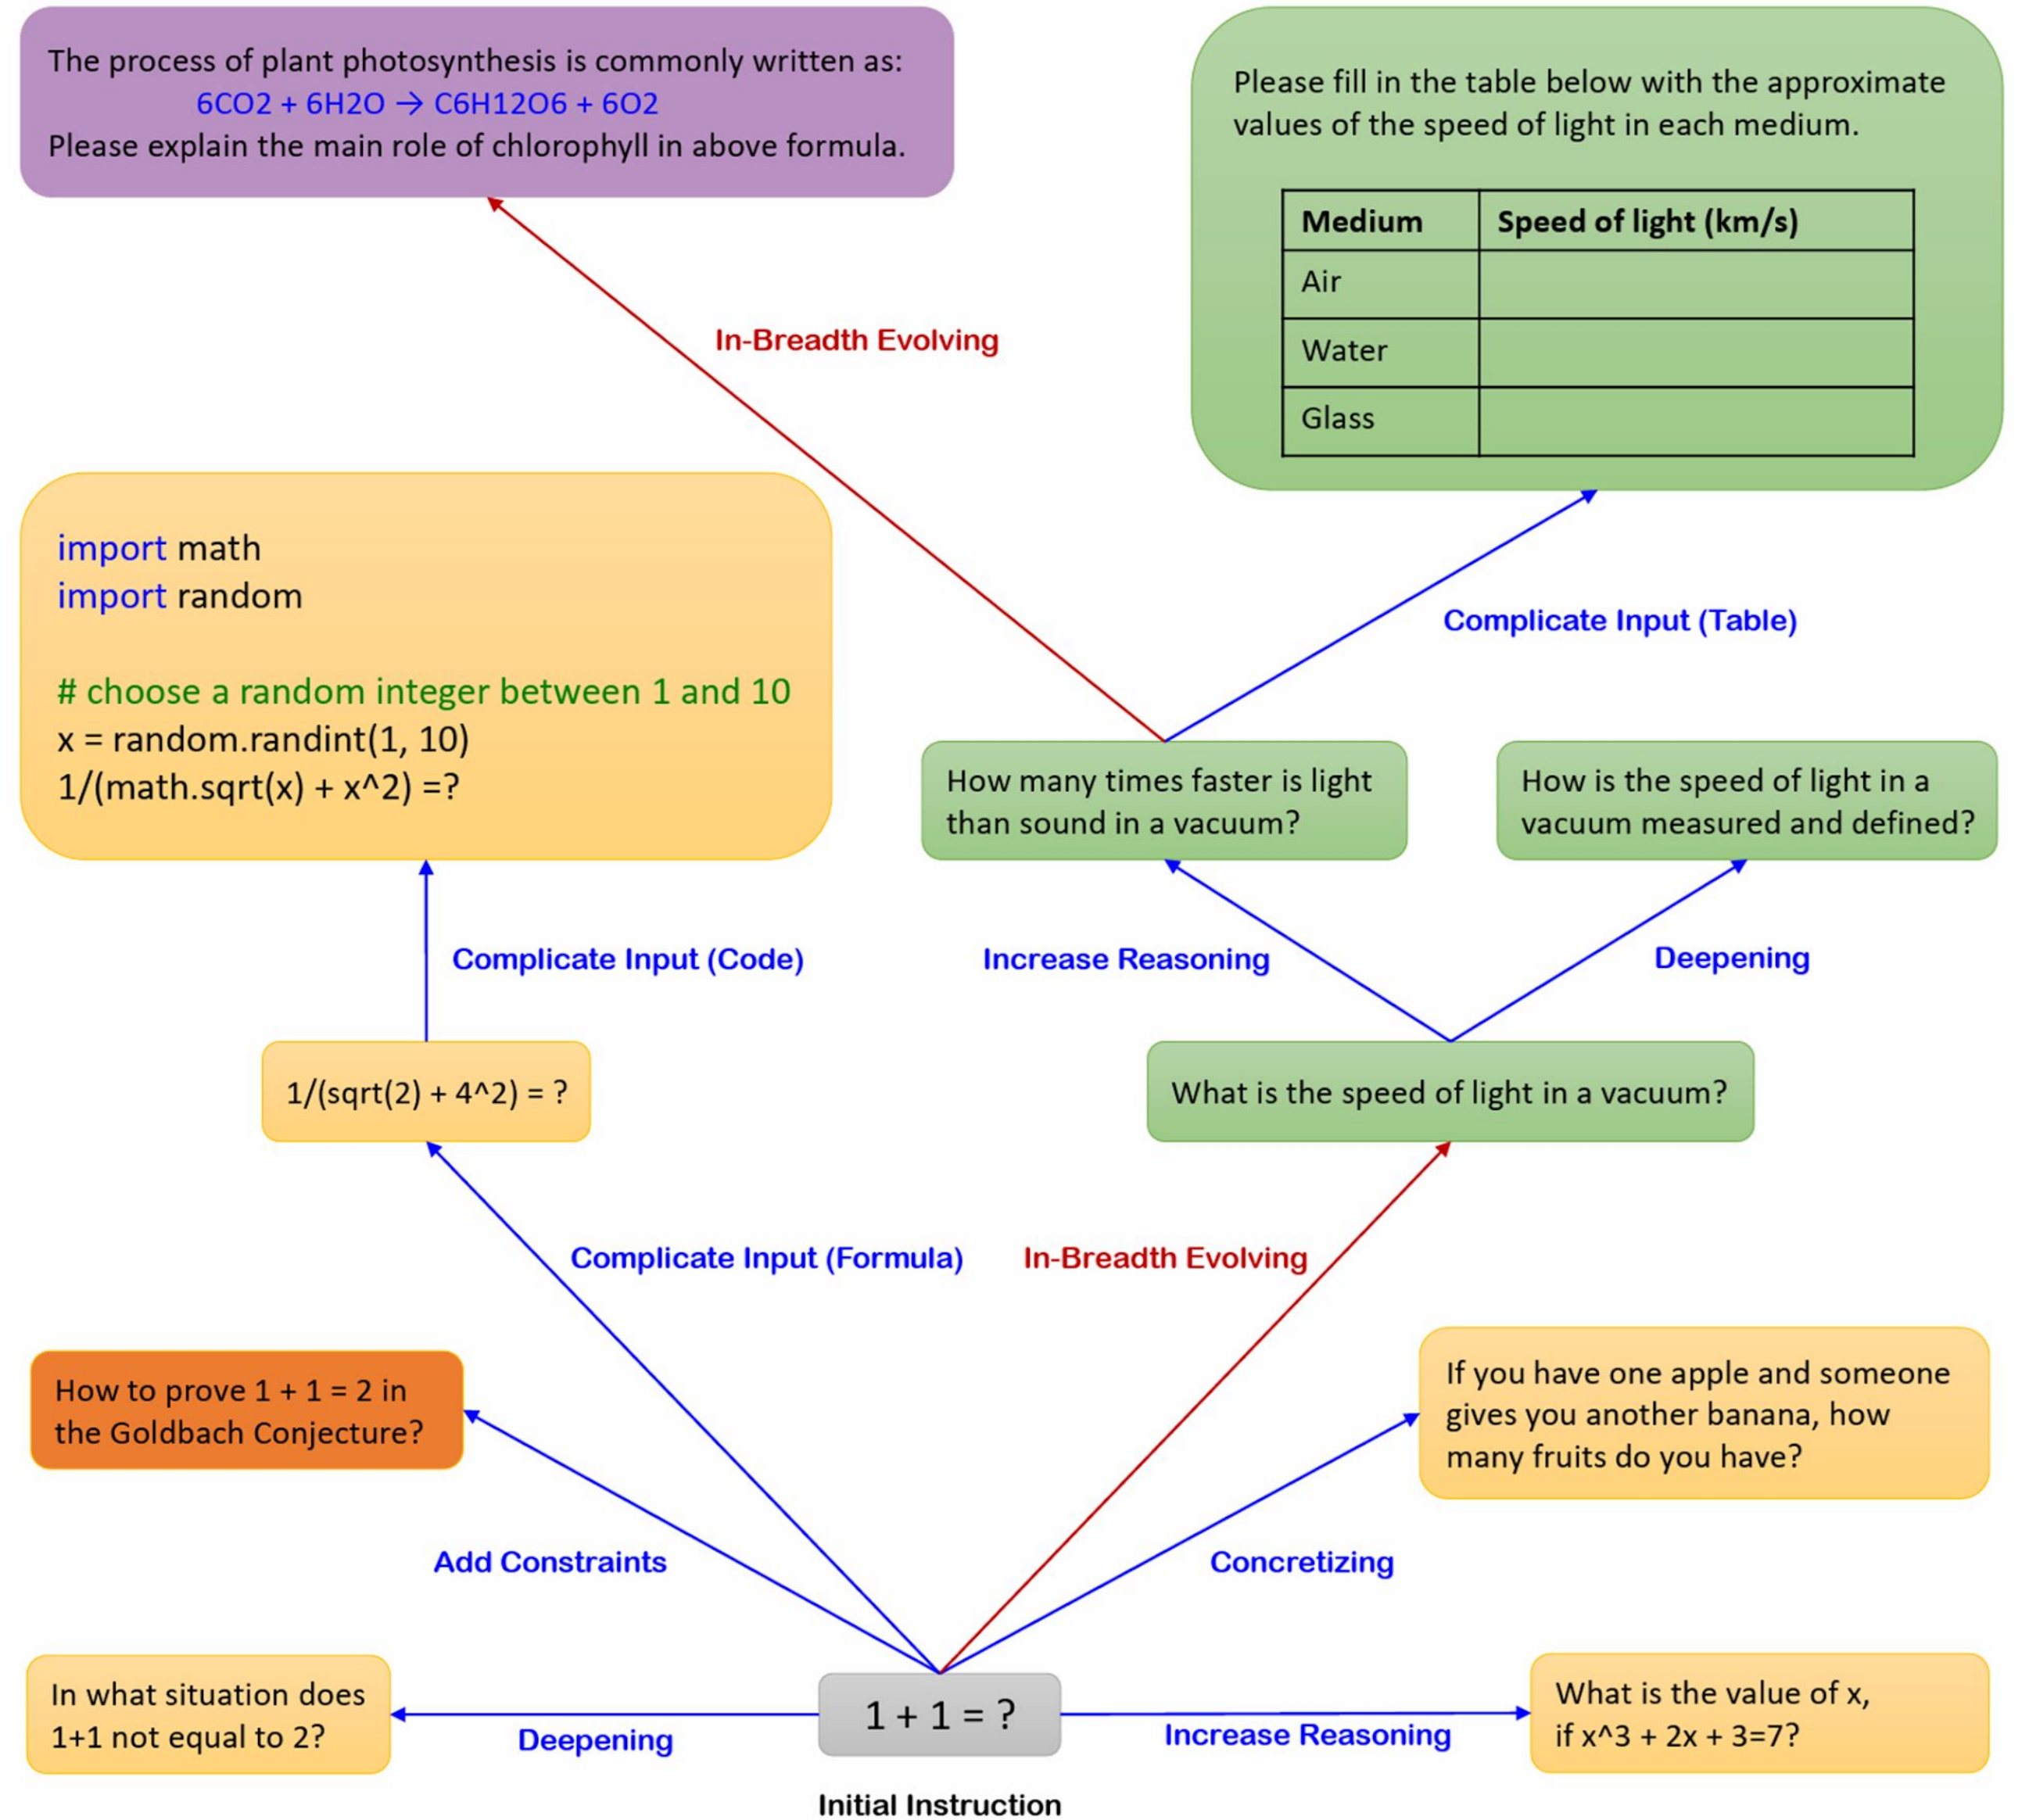 The process of plant photosynthesis is commonly written as:
6CO2 + 6H2O → C6H12O6 + 6O2
Please explain the main role of chlorophyll in above formula.
Please fill in the table below with the approximate
values of the speed of light in each medium.
Medium Speed of light (km/s)
Air
Water
Glass
In-Breadth Evolving
Complicate Input (Table)
import math
import random
# choose a random integer between 1 and 10
x = random.randint(1, 10)
1/(math.sqrt(x) + x^2) =?
How many times faster is light
than sound in a vacuum?
How is the speed of light in a
vacuum measured and defined?
Complicate Input (Code)
Increase Reasoning
Deepening
1/(sqrt(2) + 4^2) = ?
What is the speed of light in a vacuum?
Complicate Input (Formula)
In-Breadth Evolving
How to prove 1 + 1 = 2 in
the Goldbach Conjecture?
If you have one apple and someone
gives you another banana, how
many fruits do you have?
Add Constraints
Concretizing
In what situation does
1+1 not equal to 2?
Deepening
1 + 1 = ?
Increase Reasoning
What is the value of x,
if x^3 + 2x + 3=7?
Initial Instruction